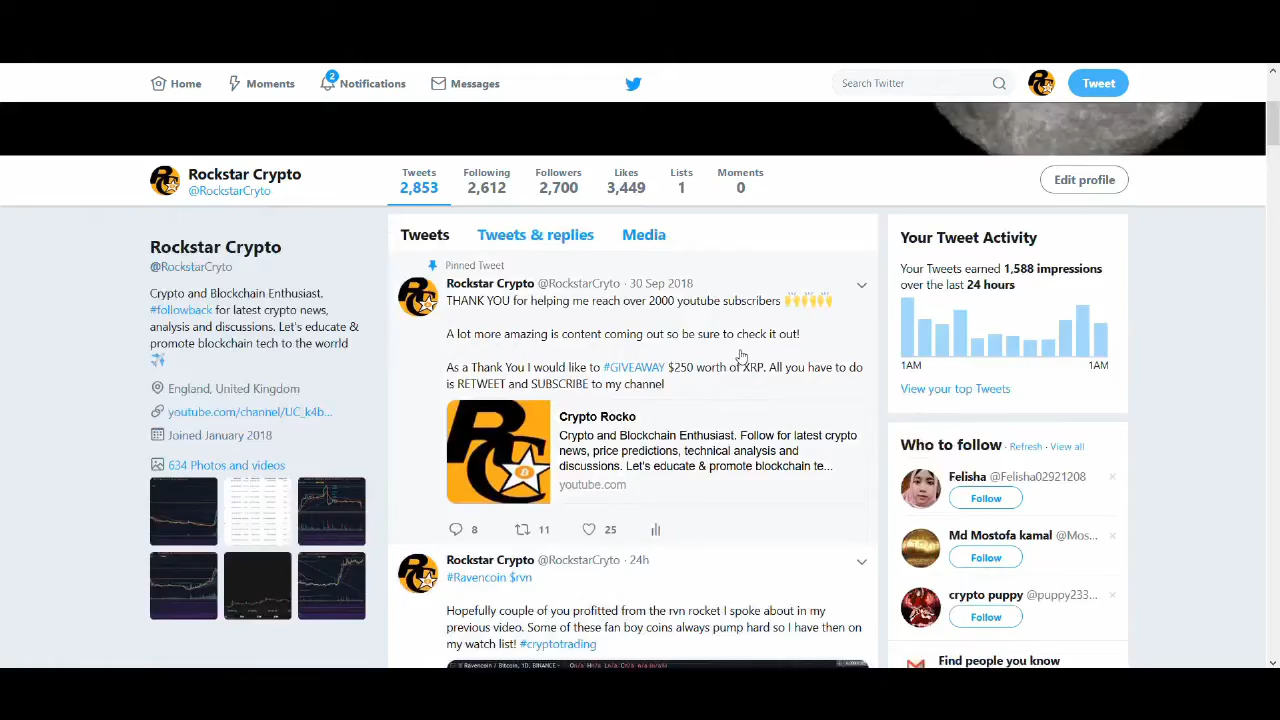 Home
Moments
2
Notifications
Messages
Search Twitter
Tweet
Rockstar Crypto
@RockstarCryto
Tweets
2,853
Following
2,612
Followers
2,700
Likes
3,449
Lists
1
Moments
0
Edit profile
Rockstar Crypto
@RockstarCryto
Crypto and Blockchain Enthusiast.
#followback for latest crypto news,
analysis and discussions. Let's educate &
promote blockchain tech to the worrld
England, United Kingdom
youtube.com/channel/UC_k4b...
Joined January 2018
634 Photos and videos
Tweets
Tweets & replies
Media
Pinned Tweet
Rockstar Crypto @RockstarCryto · 30 Sep 2018
THANK YOU for helping me reach over 2000 youtube subscribers
A lot more amazing is content coming out so be sure to check it out!
As a Thank You I would like to #GIVEAWAY $250 worth of XRP. All you have to do
is RETWEET and SUBSCRIBE to my channel
Crypto Rocko
Crypto and Blockchain Enthusiast. Follow for latest crypto
news, price predictions, technical analysis and
discussions. Let's educate & promote blockchain te...
youtube.com
8
11
25
Rockstar Crypto @RockstarCryto · 24h
#Ravencoin $rvn
Hopefully couple of you profitted from the rvn rocket I spoke about in my
previous video. Some of these fan boy coins always pump hard so I have then on
my watch list! #cryptotrading
Ravencoin / Bitcoin, 1D, BINANCE
Your Tweet Activity
Your Tweets earned 1,588 impressions
over the last 24 hours
1AM
1AM
View your top Tweets
Who to follow · Refresh · View all
Felisha @Felisha02921808
Follow
Md Mostofa kamal @Mos...
Follow
crypto puppy @puppy233...
Follow
Find people you know